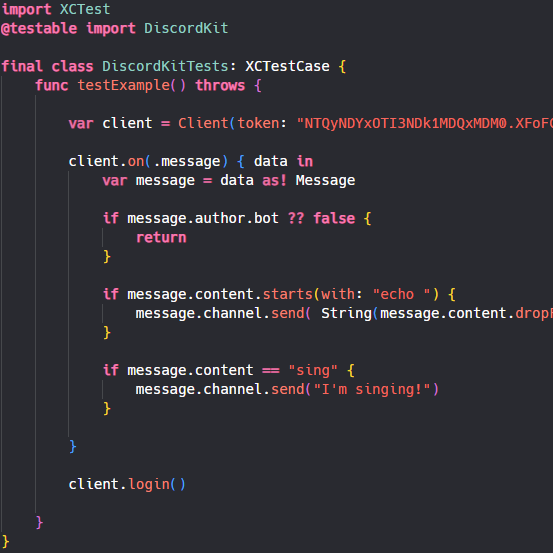 import XCTest
@testable import DiscordKit
final class DiscordKitTests: XCTestCase {
func testExample() throws {
var client = Client(token: "NTQyNDYxOTI3NDk1MDQxMDM0.XFoF
client.on(.message) { data in
var message = data as! Message
if message.author.bot ?? false {
return
}
if message.content.starts(with: "echo ") {
message.channel.send( String(message.content.drop
}
if message.content == "sing" {
message.channel.send("I'm singing!")
}
}
client.login()
}
}